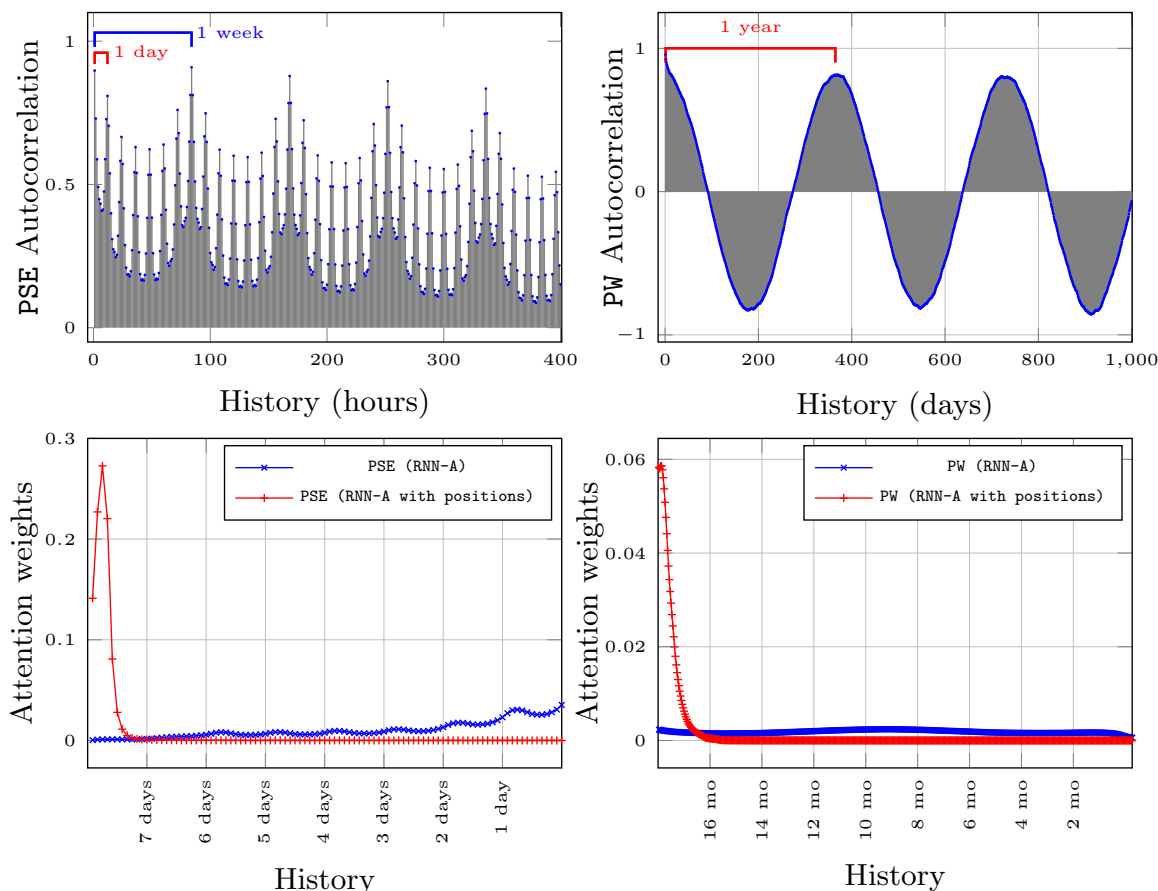 1 week
1 day
1
0.5
0
0
100
200
300
400
PSE Autocorrelation
History (hours)
1 year
1
0
−1
0
200
400
600
800
1,000
PW Autocorrelation
History (days)
PSE (RNN-A)
PSE (RNN-A with positions)
0.3
0.2
0.1
0
7 days
6 days
5 days
4 days
3 days
2 days
1 day
Attention weights
History
PW (RNN-A)
PW (RNN-A with positions)
0.06
0.04
0.02
0
16 mo
14 mo
12 mo
10 mo
8 mo
6 mo
4 mo
2 mo
Attention weights
History